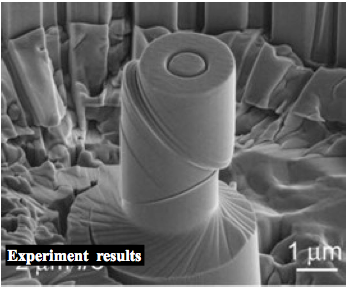 Experiment results
1 μm